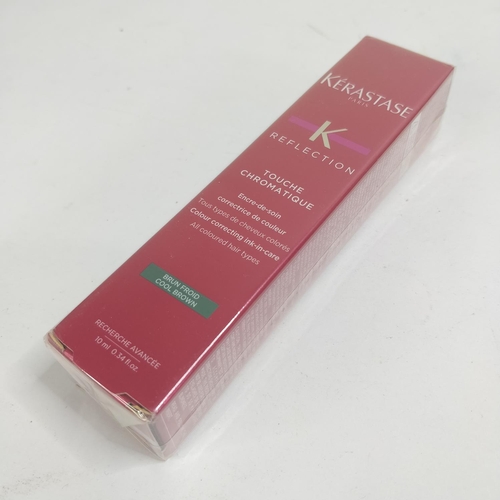 KÉRASTASE
PARIS
K
REFLECTION
TOUCHE
CHROMATIQUE
Encre-de-soin
correctrice de couleur
Tous types de cheveux colorés
Colour correcting ink-in-care
All coloured hair types
BRUN FROID
COOL BROWN
RECHERCHE AVANCÉE
10 ml 0.34 fl.oz.